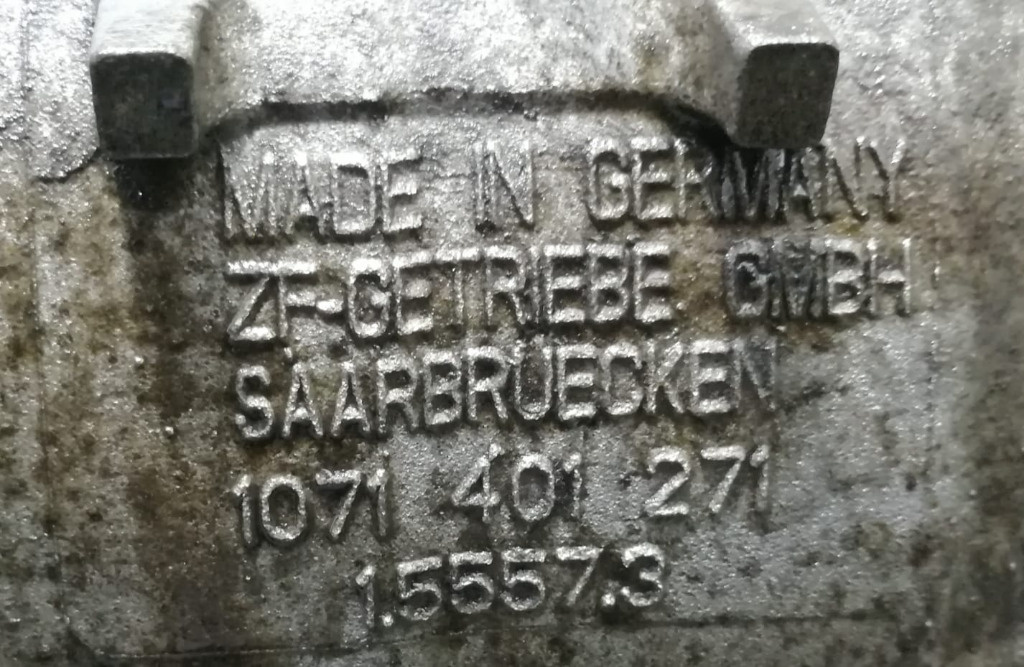 MADE IN GERMANY
ZF-GETRIEBE GMBH
SAARBRUECKEN
1071 401 271
1.5557.3